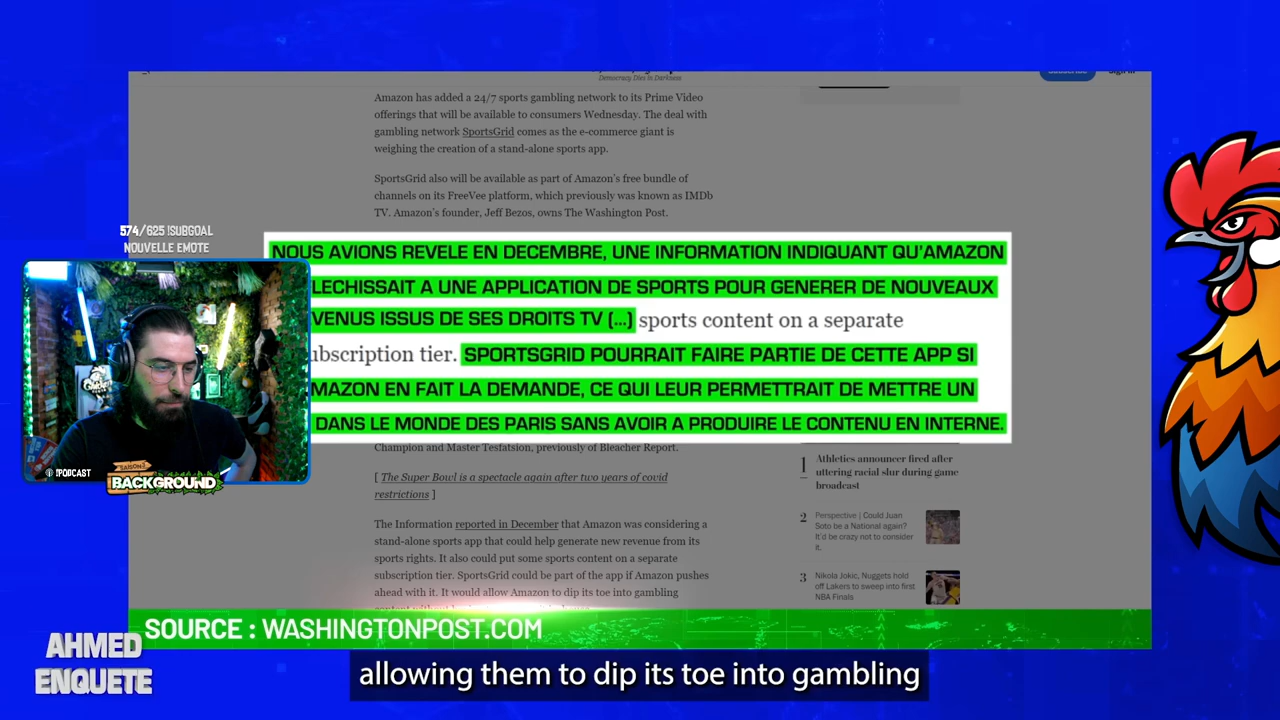 Democracy Dies in Darkness
Subscribe
Sign in
Amazon has added a 24/7 sports gambling network to its Prime Video
offerings that will be available to consumers Wednesday. The deal with
gambling network SportsGrid comes as the e-commerce giant is
weighing the creation of a stand-alone sports app.
SportsGrid also will be available as part of Amazon's free bundle of
channels on its FreeVee platform, which previously was known as IMDb
TV. Amazon's founder, Jeff Bezos, owns The Washington Post.
574/625 !SUBGOAL
NOUVELLE EMOTE
NOUS AVIONS REVELE EN DECEMBRE, UNE INFORMATION INDIQUANT QU'AMAZON
LECHISSAIT A UNE APPLICATION DE SPORTS POUR GENERER DE NOUVEAUX
VENUS ISSUS DE SES DROITS TV (...) sports content on a separate
ubscription tier. SPORTSGRID POURRAIT FAIRE PARTIE DE CETTE APP SI
MAZON EN FAIT LA DEMANDE, CE QUI LEUR PERMETTRAIT DE METTRE UN
DANS LE MONDE DES PARIS SANS AVOIR A PRODUIRE LE CONTENU EN INTERNE.
Champion and Master Tesfatsion, previously of Bleacher Report.
[ The Super Bowl is a spectacle again after two years of covid
restrictions ]
The Information reported in December that Amazon was considering a
stand-alone sports app that could help generate new revenue from its
sports rights. It also could put some sports content on a separate
subscription tier. SportsGrid could be part of the app if Amazon pushes
ahead with it. It would allow Amazon to dip its toe into gambling
1
Athletics announcer fired after
uttering racial slur during game
broadcast
2
Perspective | Could Juan
Soto be a National again?
It'd be crazy not to consider
it.
3
Nikola Jokic, Nuggets hold
off Lakers to sweep into first
NBA Finals
!PODCAST
SAISON 2
BACKGROUND
SOURCE : WASHINGTONPOST.COM
AHMED
ENQUETE
allowing them to dip its toe into gambling